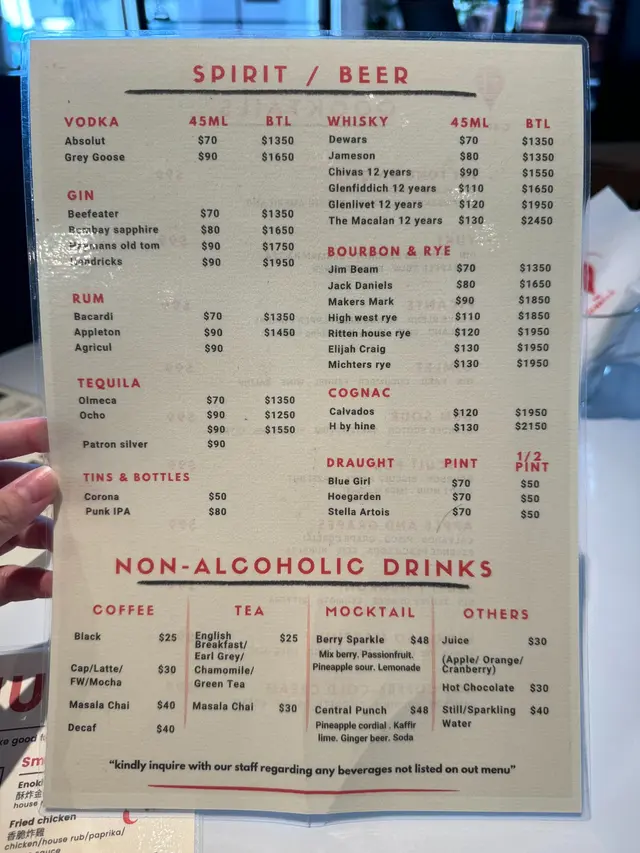 SPIRIT / BEER
VODKA 45ML BTL
Absolut $70 $1350
Grey Goose $90 $1650
GIN
Beefeater $70 $1350
Bombay sapphire $80 $1650
old tom $90 $1750
$90 $1950
RUM
Bacardi $70 $1350
Appleton $90 $1450
Agricul $90
TEQUILA
Olmeca $70 $1350
Ocho $90 $1250
$90 $1550
Patron silver $90
TINS & BOTTLES
Corona $50
Punk IPA $80
WHISKY 45ML BTL
Dewars $70 $1350
Jameson $80 $1350
Chivas 12 years $90 $1550
Glenfiddich 12 years $110 $1650
Glenlivet 12 years $120 $1950
The Macalan 12 years $130 $2450
BOURBON & RYE
Jim Beam $70 $1350
Jack Daniels $80 $1650
Makers Mark $90 $1850
High west rye $110 $1850
Ritten house rye $120 $1950
Elijah Craig $130 $1950
Michters rye $130 $1950
COGNAC
Calvados $120 $1950
H by hine $130 $2150
DRAUGHT PINT 1/2 PINT
Blue Girl $70 $50
Hoegarden $70 $50
Stella Artois $70 $50
NON-ALCOHOLIC DRINKS
COFFEE
Black $25
Cap/Latte/
FW/Mocha $30
Masala Chai $40
Decaf $40
TEA
English
Breakfast/
Earl Grey/
Chamomile/
Green Tea $25
Masala Chai $30
MOCKTAIL
Berry Sparkle $48
Mix berry. Passionfruit.
Pineapple sour. Lemonade
Central Punch $48
Pineapple cordial . Kaffir
lime. Ginger beer. Soda
OTHERS
Juice $30
(Apple/ Orange/
Cranberry)
Hot Chocolate $30
Still/Sparkling $40
Water
"kindly inquire with our staff regarding any beverages not listed on out menu"
Fried chicken
香脆炸雞
chicken/house rub/paprika/